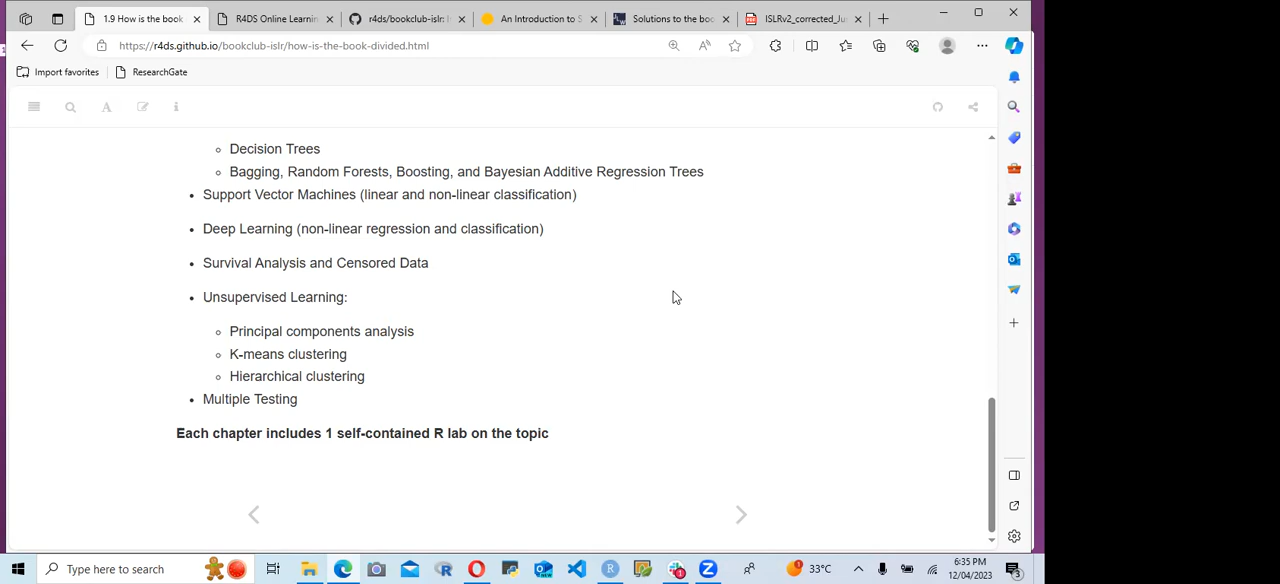 1.9 How is the book
R4DS Online Learnin
r4ds/bookclub-islr: I
An Introduction to S
Solutions to the boo
ISLRv2_corrected_Ju
https://r4ds.github.io/bookclub-islr/how-is-the-book-divided.html
Import favorites
ResearchGate
Decision Trees
Bagging, Random Forests, Boosting, and Bayesian Additive Regression Trees
Support Vector Machines (linear and non-linear classification)
Deep Learning (non-linear regression and classification)
Survival Analysis and Censored Data
Unsupervised Learning:
Principal components analysis
K-means clustering
Hierarchical clustering
Multiple Testing
Each chapter includes 1 self-contained R lab on the topic
Type here to search
33°C
6:35 PM
12/04/2023